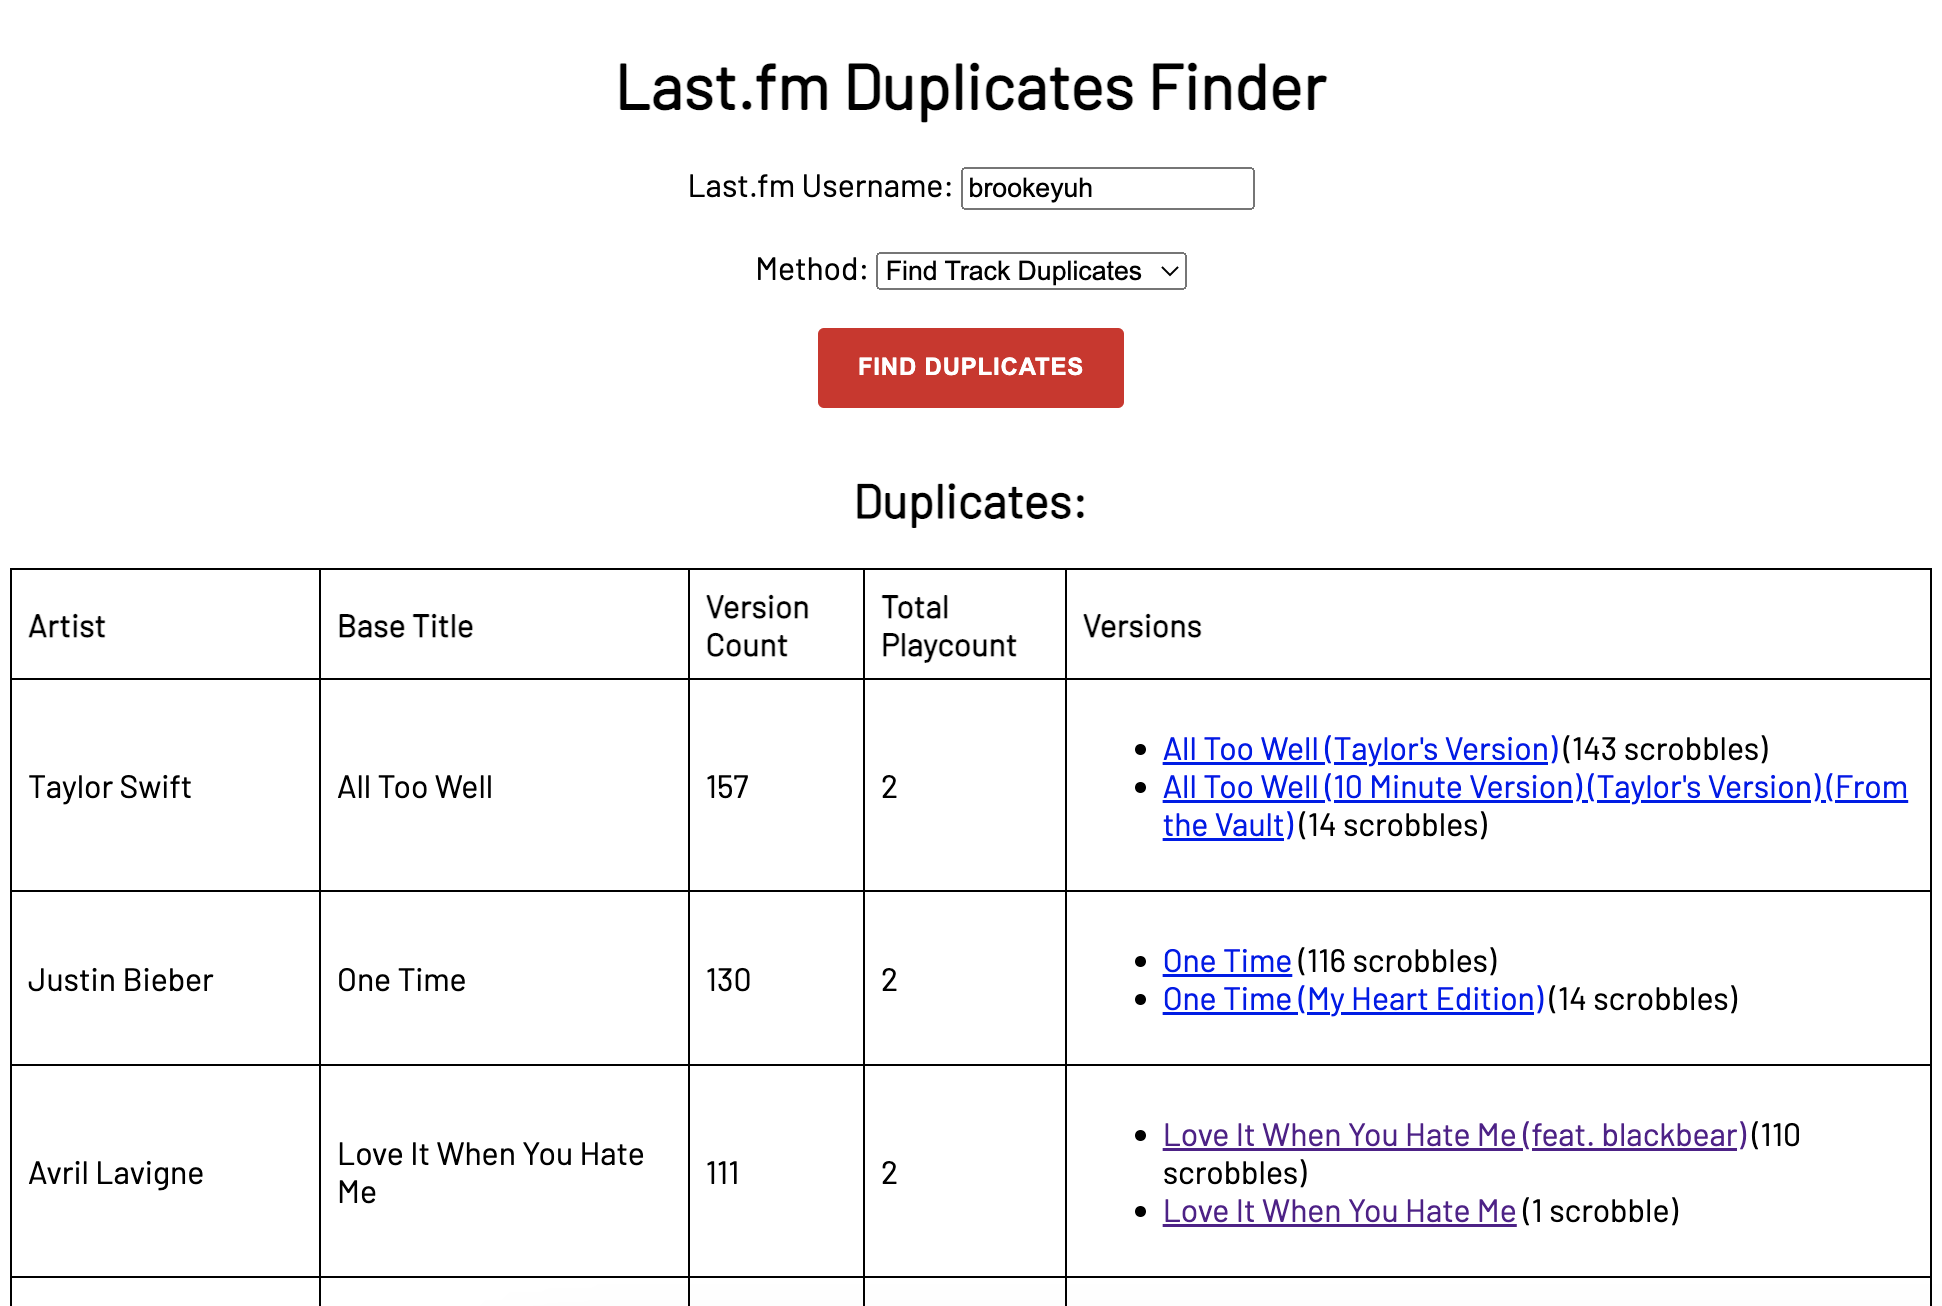 Last.fm Duplicates Finder
Last.fm Username: brookeyuh
Method: Find Track Duplicates
FIND DUPLICATES
Duplicates:
Artist
Base Title
Version
Count
Total
Playcount
Versions
Taylor Swift
All Too Well
157
2
All Too Well (Taylor's Version) (143 scrobbles)
All Too Well (10 Minute Version) (Taylor's Version) (From
the Vault) (14 scrobbles)
Justin Bieber
One Time
130
2
One Time (116 scrobbles)
One Time (My Heart Edition) (14 scrobbles)
Avril Lavigne
Love It When You Hate
Me
111
2
Love It When You Hate Me (feat. blackbear) (110
scrobbles)
Love It When You Hate Me (1 scrobble)